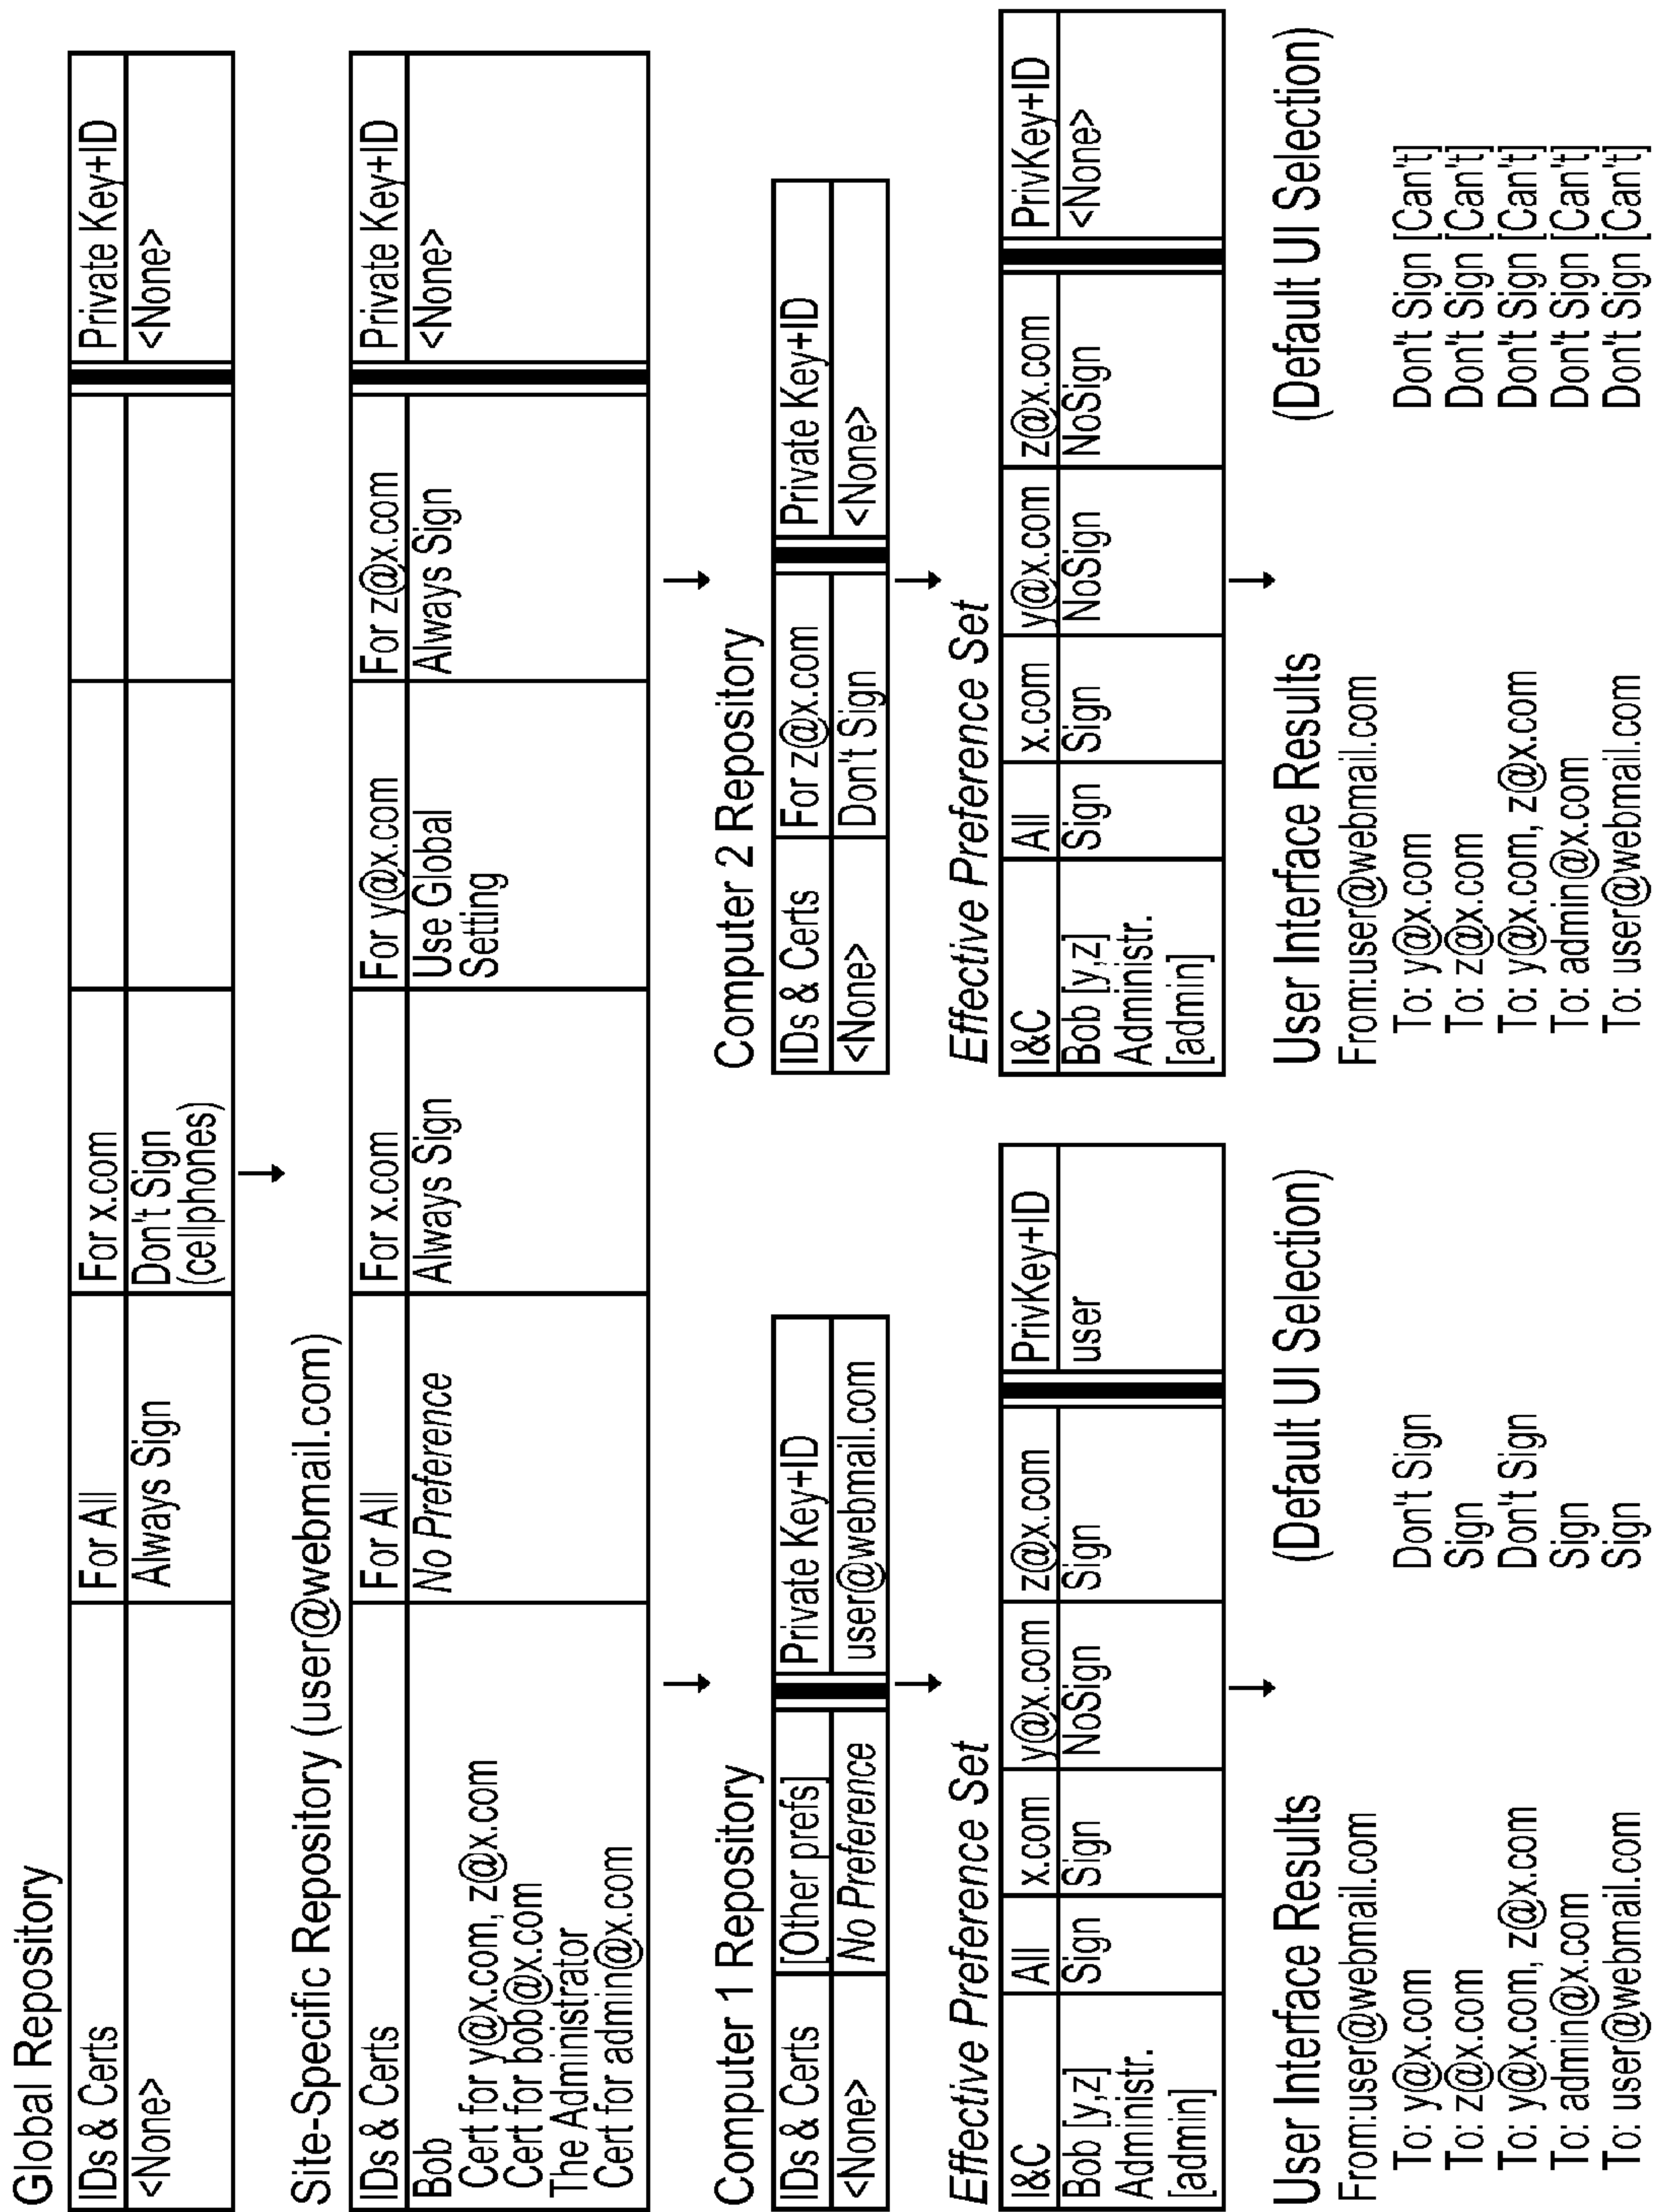 Global Repository
IDs & Certs For All For x.com Private Key+ID
<None> Always Sign Don't Sign <None>
(cellphones)
Site-Specific Repository (user@webmail.com)
IDs & Certs For All For x.com For y@x.com For z@x.com Private Key+ID
Bob No Preference Always Sign Use Global Always Sign <None>
Setting
Cert for y@x.com, z@x.com
Cert for bob@x.com
The Administrator
Cert for admin@x.com
Computer 1 Repository
IDs & Certs [Other prefs] Private Key+ID
<None> No Preference user@webmail.com
Effective Preference Set
I&C All x.com y@x.com z@x.com PrivKey+ID
Bob [y,z] Sign Sign NoSign Sign user
Administr.
[admin]
User Interface Results (Default UI Selection)
From:user@webmail.com
To: y@x.com Don't Sign
To: z@x.com Sign
To: y@x.com, z@x.com Don't Sign
To: admin@x.com Sign
To: user@webmail.com Sign
Computer 2 Repository
IDs & Certs For z@x.com Private Key+ID
<None> Don't Sign <None>
Effective Preference Set
I&C All x.com y@x.com z@x.com PrivKey+ID
Bob [y,z] Sign Sign NoSign NoSign <None>
Administr.
[admin]
User Interface Results (Default UI Selection)
From:user@webmail.com
To: y@x.com Don't Sign [Can't]
To: z@x.com Don't Sign [Can't]
To: y@x.com, z@x.com Don't Sign [Can't]
To: admin@x.com Don't Sign [Can't]
To: user@webmail.com Don't Sign [Can't]